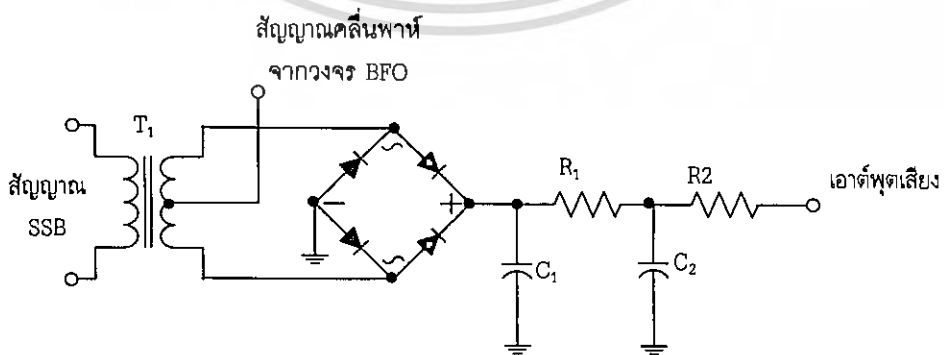 สัญญาณคลื่นพาห์
จากวงจร BFO
T1
สัญญาณ
SSB
~
−
+
~
R1
R2
เอาต์พุตเสียง
C1
C2